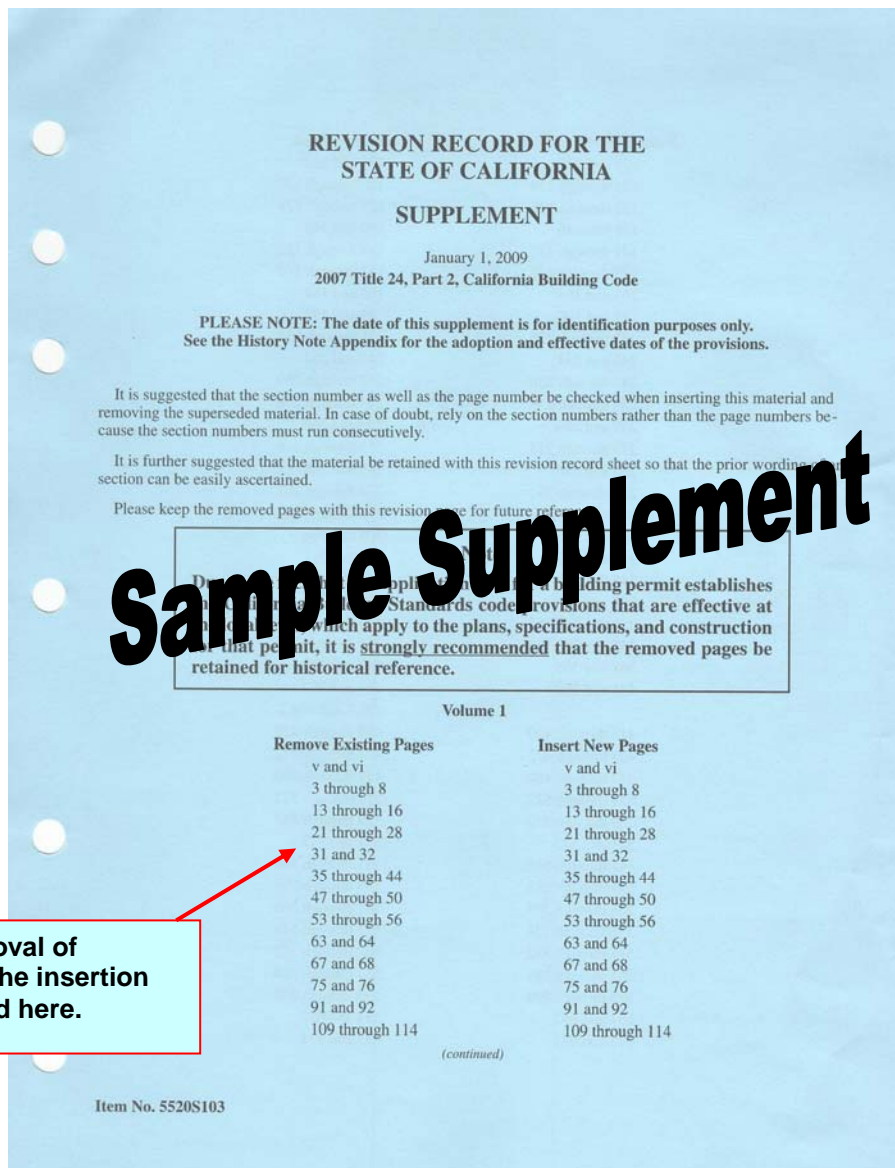 REVISION RECORD FOR THE
STATE OF CALIFORNIA
SUPPLEMENT
January 1, 2009
2007 Title 24, Part 2, California Building Code
PLEASE NOTE: The date of this supplement is for identification purposes only.
See the History Note Appendix for the adoption and effective dates of the provisions.
It is suggested that the section number as well as the page number be checked when inserting this material and
removing the superseded material. In case of doubt, rely on the section numbers rather than the page numbers be-
cause the section numbers must run consecutively.
It is further suggested that the material be retained with this revision record sheet so that the prior wording
section can be easily ascertained.
Please keep the removed pages with this revision page for future
Sample Supplement
building permit establishes
Standards code provisions that are effective at
which apply to the plans, specifications, and construction
that permit, it is strongly recommended that the removed pages be
retained for historical reference.
Volume 1
Remove Existing Pages Insert New Pages
v and vi v and vi
3 through 8 3 through 8
13 through 16 13 through 16
21 through 28 21 through 28
31 and 32 31 and 32
35 through 44 35 through 44
47 through 50 47 through 50
53 through 56 53 through 56
63 and 64 63 and 64
67 and 68 67 and 68
75 and 76 75 and 76
91 and 92 91 and 92
109 through 114 109 through 114
(continued)
oval of
he insertion
d here.
Item No. 5520S103